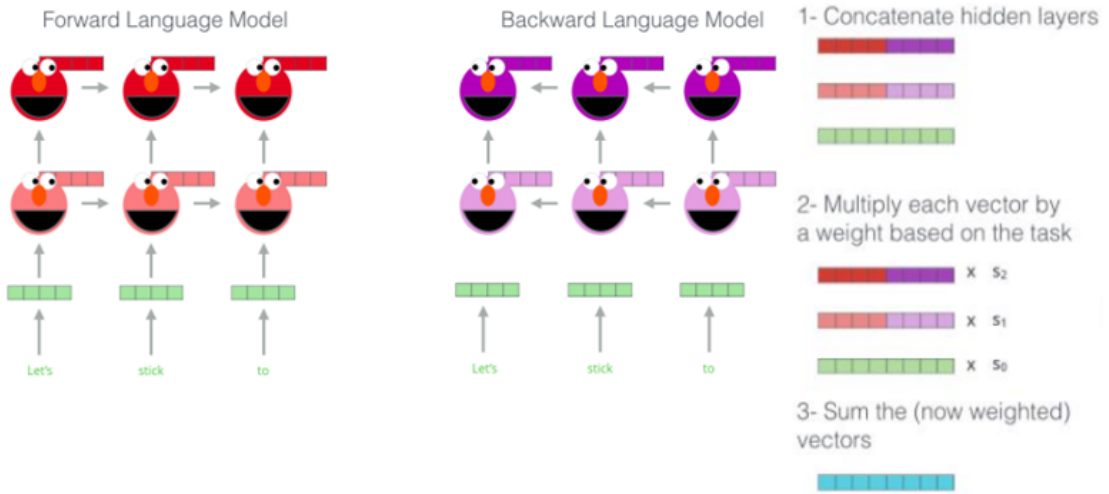 Forward Language Model
Let's
stick
to
Backward Language Model
Let's
stick
to
1- Concatenate hidden layers
2- Multiply each vector by
a weight based on the task
x s₂
x s₁
x s₀
3- Sum the (now weighted)
vectors